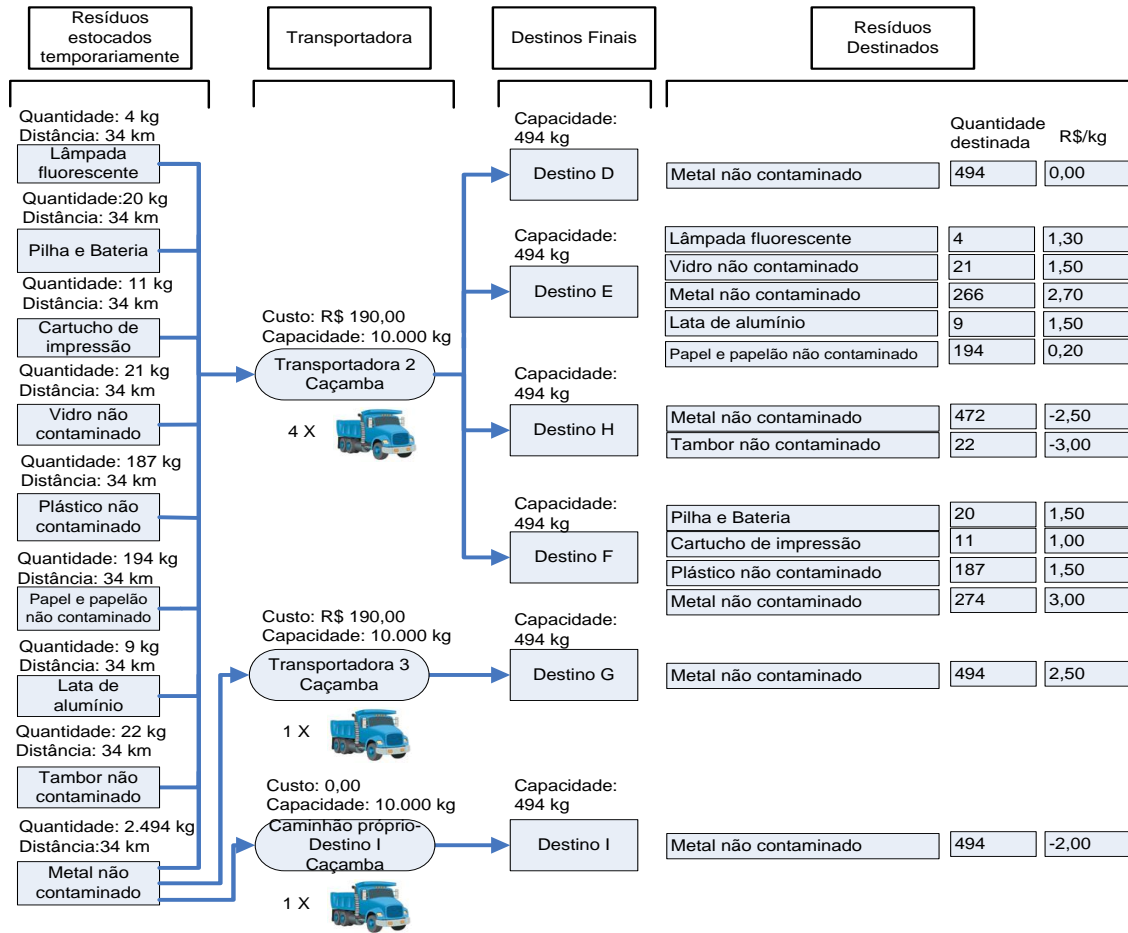 Resíduos
estocados
temporariamente
Transportadora
Destinos Finais
Resíduos
Destinados
Quantidade: 4 kg
Distância: 34 km
Lâmpada
fluorescente
Quantidade:20 kg
Distância: 34 km
Pilha e Bateria
Quantidade: 11 kg
Distância: 34 km
Cartucho de
impressão
Quantidade: 21 kg
Distância: 34 km
Vidro não
contaminado
Quantidade: 187 kg
Distância: 34 km
Plástico não
contaminado
Quantidade: 194 kg
Distância: 34 km
Papel e papelão
não contaminado
Quantidade: 9 kg
Distância: 34 km
Lata de
alumínio
Quantidade: 22 kg
Distância: 34 km
Tambor não
contaminado
Quantidade: 2.494 kg
Distância:34 km
Metal não
contaminado
Custo: R$ 190,00
Capacidade: 10.000 kg
Transportadora 2
Caçamba
4 X
Custo: R$ 190,00
Capacidade: 10.000 kg
Transportadora 3
Caçamba
1 X
Custo: 0,00
Capacidade: 10.000 kg
Caminhão próprio-
Destino I
Caçamba
1 X
Capacidade:
494 kg
Destino D
Capacidade:
494 kg
Destino E
Capacidade:
494 kg
Destino H
Capacidade:
494 kg
Destino F
Capacidade:
494 kg
Destino G
Capacidade:
494 kg
Destino I
Quantidade
destinada
R$/kg
Metal não contaminado 494 0,00
Lâmpada fluorescente 4 1,30
Vidro não contaminado 21 1,50
Metal não contaminado 266 2,70
Lata de alumínio 9 1,50
Papel e papelão não contaminado 194 0,20
Metal não contaminado 472 -2,50
Tambor não contaminado 22 -3,00
Pilha e Bateria 20 1,50
Cartucho de impressão 11 1,00
Plástico não contaminado 187 1,50
Metal não contaminado 274 3,00
Metal não contaminado 494 2,50
Metal não contaminado 494 -2,00